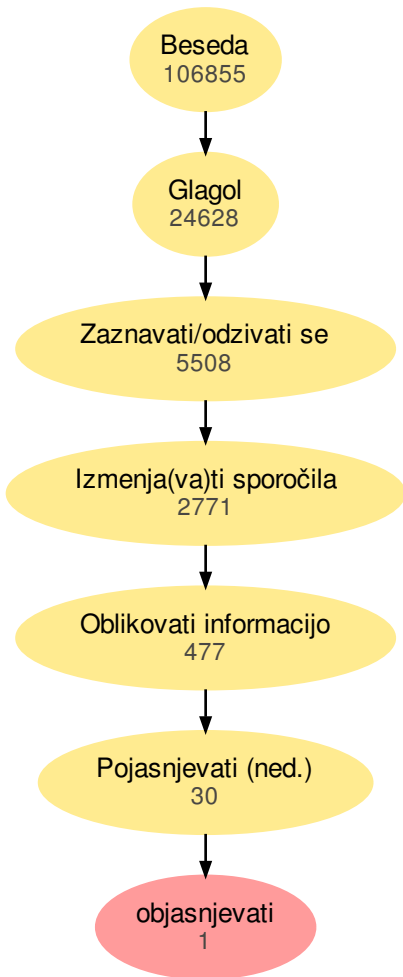 Beseda
106855
Glagol
24628
Zaznavati/odzivati se
5508
Izmenja(va)ti sporočila
2771
Oblikovati informacijo
477
Pojasnjevati (ned.)
30
objasnjevati
1